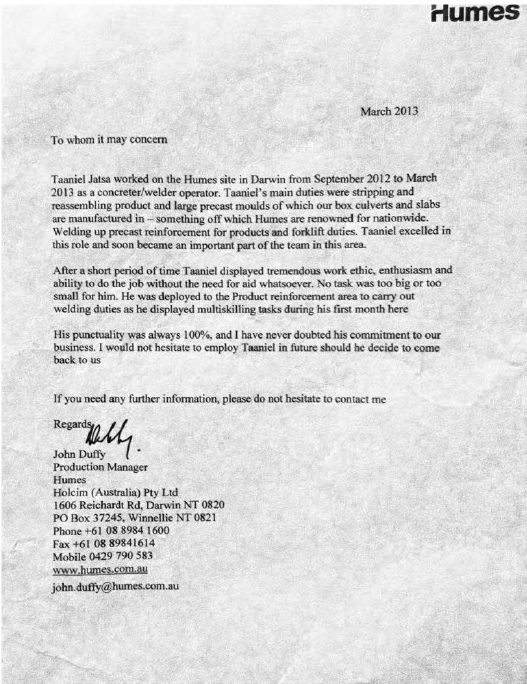 Humes
March 2013
To whom it may concern
Taaniel Jatsa worked on the Humes site in Darwin from September 2012 to March
2013 as a concreter/welder operator. Taaniel's main duties were stripping and
reassembling product and large precast moulds of which our box culverts and slabs
are manufactured in – something off which Humes are renowned for nationwide.
Welding up precast reinforcement for products and forklift duties. Taaniel excelled in
this role and soon became an important part of the team in this area.
After a short period of time Taaniel displayed tremendous work ethic, enthusiasm and
ability to do the job without the need for aid whatsoever. No task was too big or too
small for him. He was deployed to the Product reinforcement area to carry out
welding duties as he displayed multiskilling tasks during his first month here
His punctuality was always 100%, and I have never doubted his commitment to our
business. I would not hesitate to employ Taaniel in future should he decide to come
back to us
If you need any further information, please do not hesitate to contact me
Regards
John Duffy
Production Manager
Humes
Holcim (Australia) Pty Ltd
1606 Reichardt Rd, Darwin NT 0820
PO Box 37245, Winnellie NT 0821
Phone +61 08 8984 1600
Fax +61 08 89841614
Mobile 0429 790 583
www.humes.com.au
john.duffy@humes.com.au